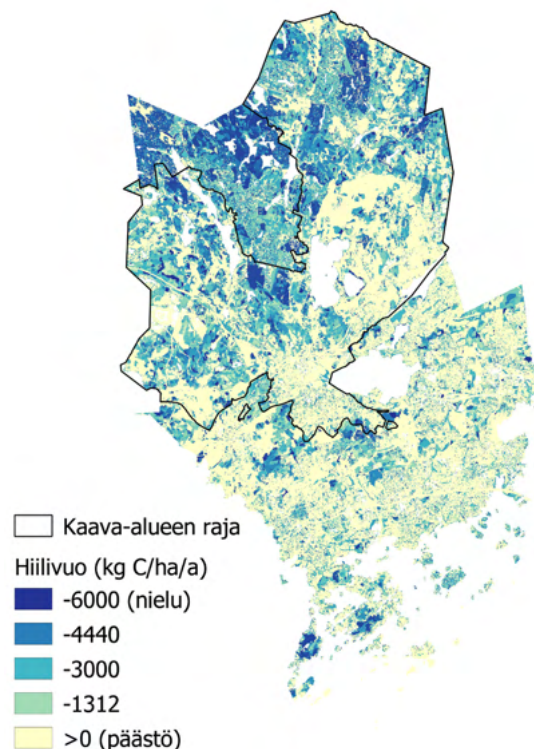 Kaava-alueen raja
Hiilivuo (kg C/ha/a)
-6000 (nielu)
-4440
-3000
-1312
>0 (päästö)